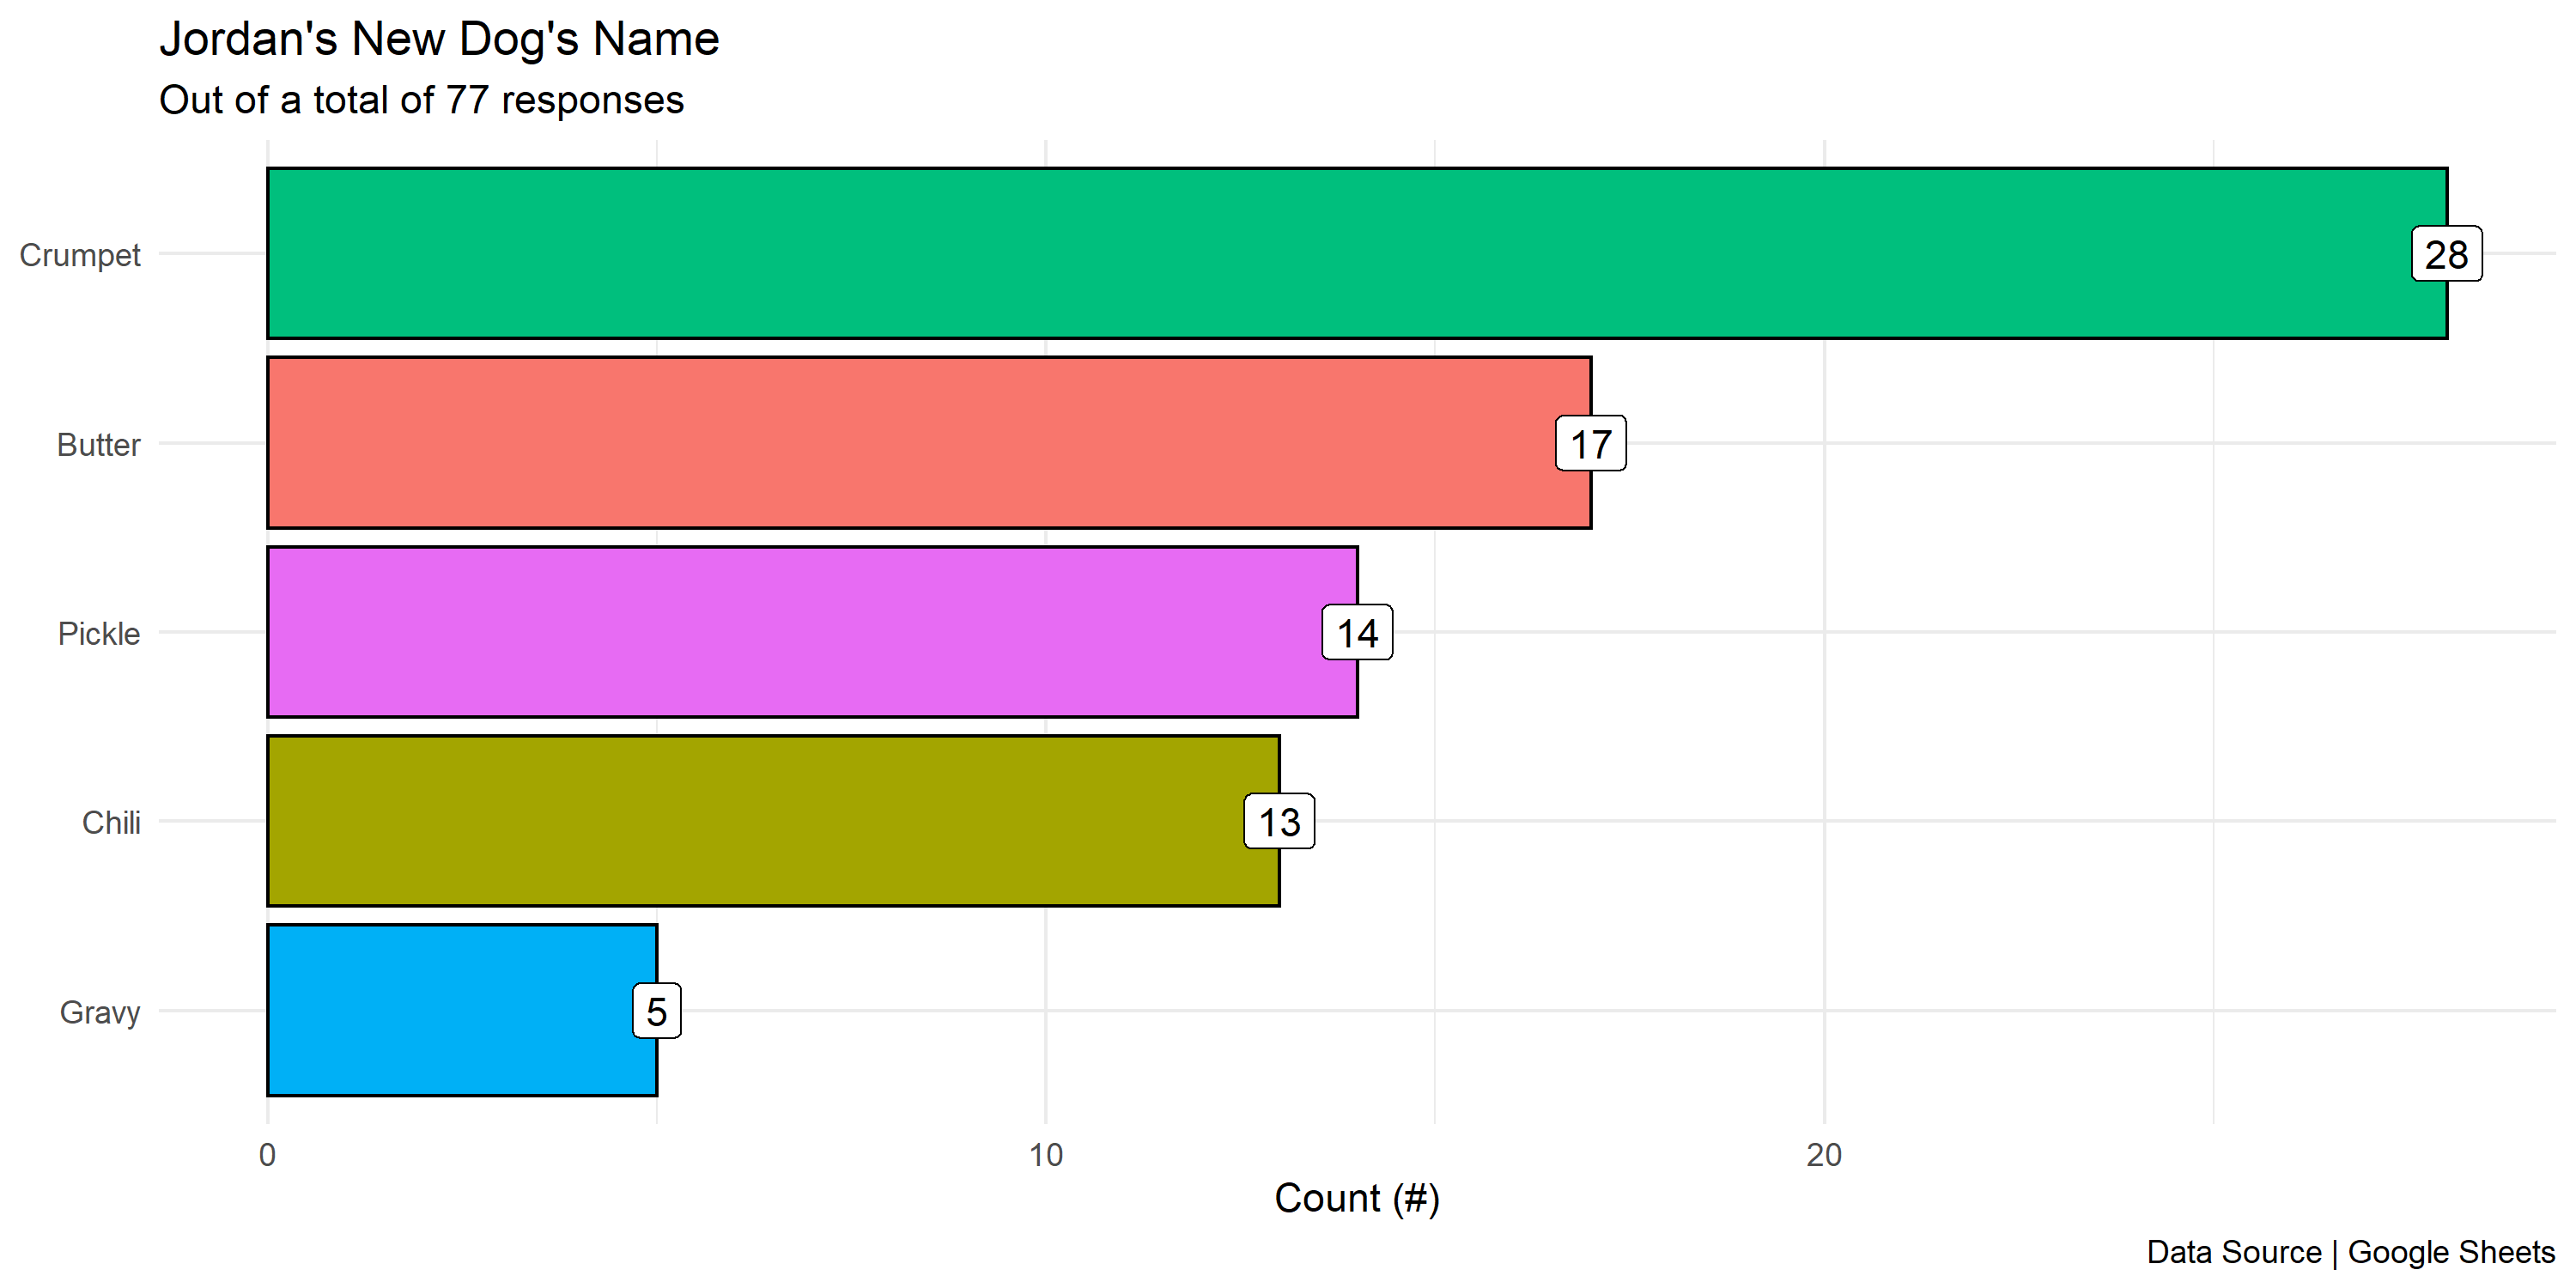 Jordan's New Dog's Name
Out of a total of 77 responses
Crumpet
28
Butter
17
Pickle
14
Chili
13
Gravy
5
0 10 20
Count (#)
Data Source | Google Sheets